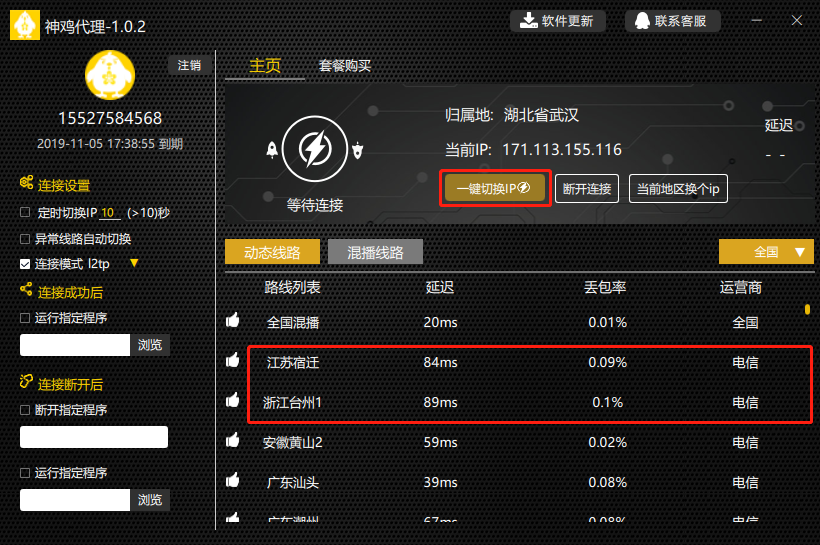 神鸡代理-1.0.2
软件更新
联系客服
注销
15527584568
2019-11-05 17:38:55 到期
连接设置
定时切换IP 10 (>10)秒
异常线路自动切换
连接模式 l2tp
连接成功后
运行指定程序
浏览
连接断开后
断开指定程序
运行指定程序
浏览
主页 套餐购买
等待连接
归属地: 湖北省武汉
当前IP: 171.113.155.116
延迟
- -
一键切换IP 断开连接 当前地区换个ip
动态线路 混播线路 全国
路线列表 延迟 丢包率 运营商
全国混播 20ms 0.01% 全国
江苏宿迁 84ms 0.09% 电信
浙江台州1 89ms 0.1% 电信
安徽黄山2 59ms 0.02% 电信
广东汕头 39ms 0.08% 电信
广东潮州 67ms 0.08% 电信